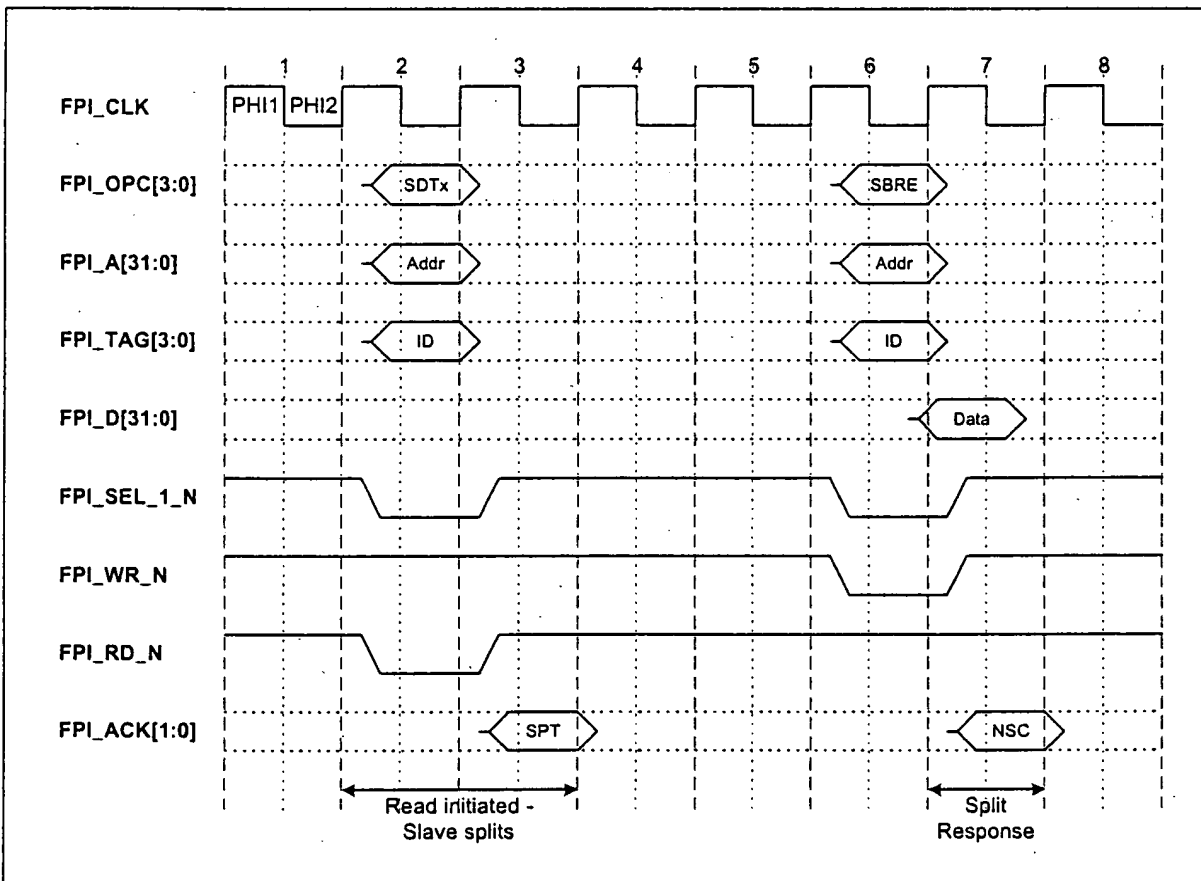 1 2 3 4 5 6 7 8
FPI_CLK PHI1 PHI2
FPI_OPC[3:0] SDTx SBRE
FPI_A[31:0] Addr Addr
FPI_TAG[3:0] ID ID
FPI_D[31:0] Data
FPI_SEL_1_N
FPI_WR_N
FPI_RD_N
FPI_ACK[1:0] SPT NSC
Read initiated - Split
Slave splits Response